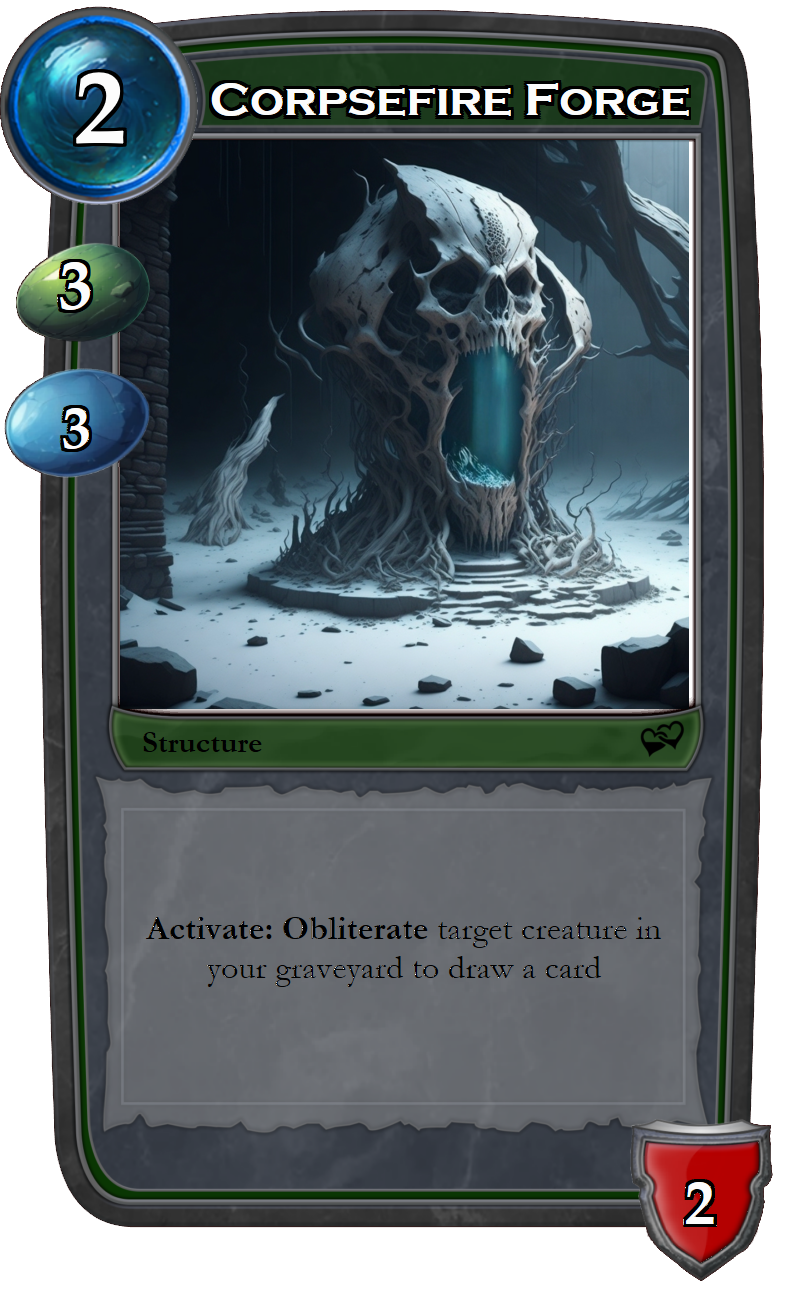 2
Corpsefire Forge
3
3
Structure
Activate: Obliterate target creature in
your graveyard to draw a card
2